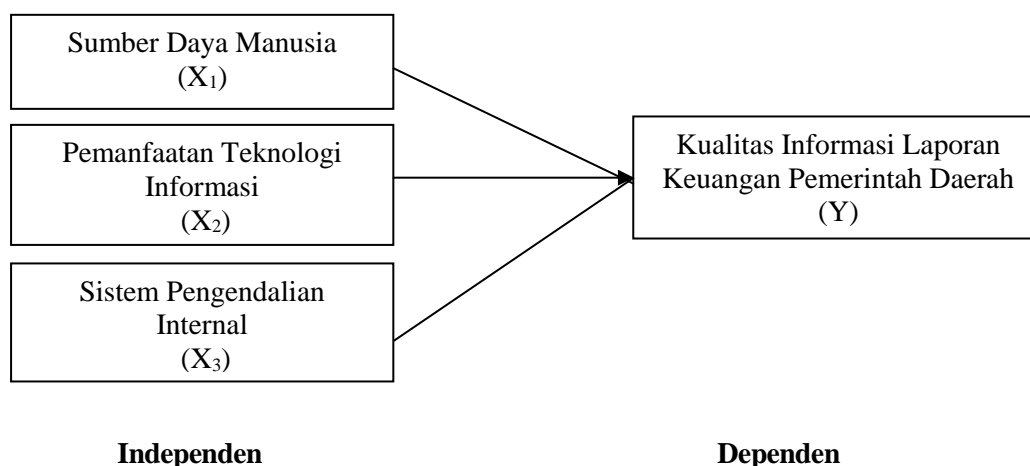 Sumber Daya Manusia
(X₁)
Pemanfaatan Teknologi
Informasi
(X₂)
Sistem Pengendalian
Internal
(X₃)
Kualitas Informasi Laporan
Keuangan Pemerintah Daerah
(Y)
Independen
Dependen